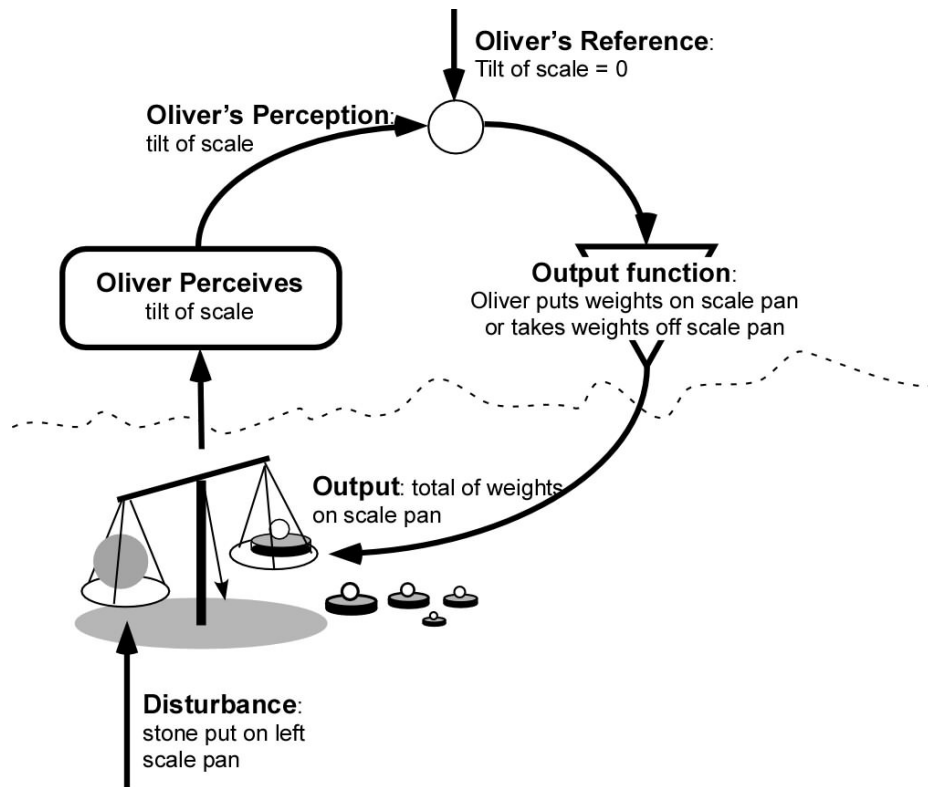 Oliver’s Reference:
Tilt of scale = 0
Oliver’s Perception:
tilt of scale
Oliver Perceives
tilt of scale
Output function:
Oliver puts weights on scale pan
or takes weights off scale pan
Output: total of weights
on scale pan
Disturbance:
stone put on left
scale pan